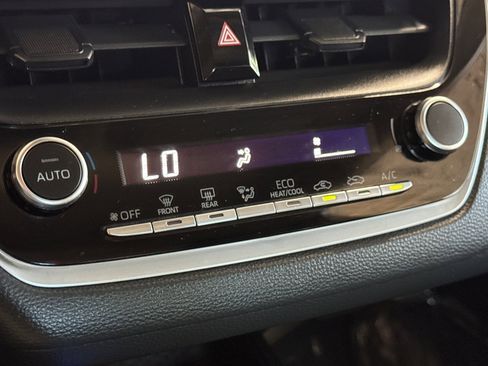 LO
AUTO
OFF
FRONT
REAR
ECO
HEAT/COOL
A/C